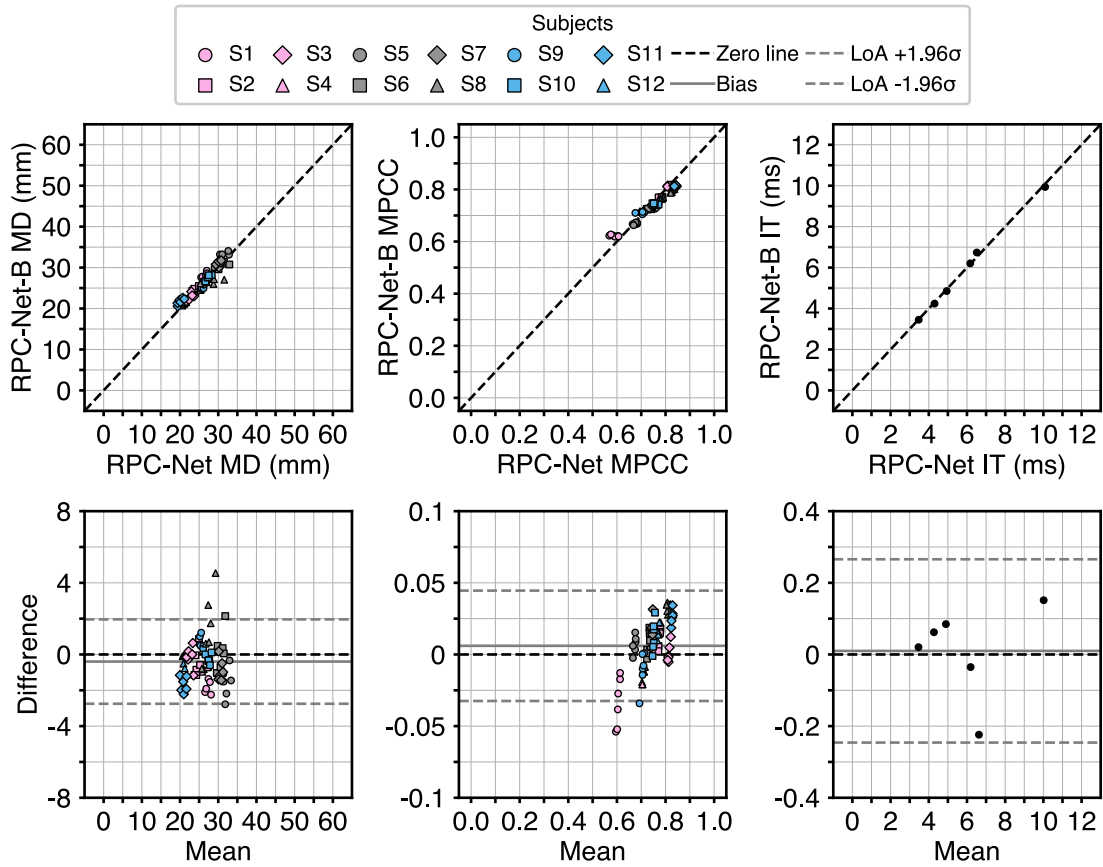 Subjects
S1 S3 S5 S7 S9 S11 Zero line LoA +1.96σ
S2 S4 S6 S8 S10 S12 Bias LoA -1.96σ
RPC-Net-B MD (mm)
60
50
40
30
20
10
0
0 10 20 30 40 50 60
RPC-Net MD (mm)
RPC-Net-B MPCC
1.0
0.8
0.6
0.4
0.2
0.0
0.0 0.2 0.4 0.6 0.8 1.0
RPC-Net MPCC
RPC-Net-B IT (ms)
12
10
8
6
4
2
0
0 2 4 6 8 10 12
RPC-Net IT (ms)
Difference
8
4
0
-4
-8
0 10 20 30 40 50 60
Mean
0.1
0.05
0
-0.05
-0.1
0.0 0.2 0.4 0.6 0.8 1.0
Mean
0.4
0.2
0
-0.2
-0.4
0 2 4 6 8 10 12
Mean